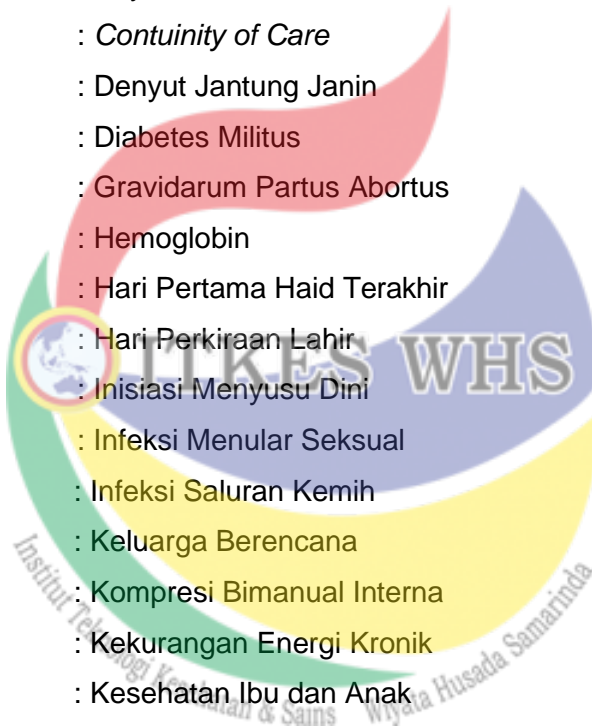 : Contuinity of Care
: Denyut Jantung Janin
: Diabetes Militus
: Gravidarum Partus Abortus
: Hemoglobin
: Hari Pertama Haid Terakhir
: Hari Perkiraan Lahir
ITKES WHS
: Inisiasi Menyusu Dini
: Infeksi Menular Seksual
: Infeksi Saluran Kemih
: Keluarga Berencana
: Kompresi Bimanual Interna
: Kekurangan Energi Kronik
: Kesehatan Ibu dan Anak
Institut Teknologi Kesehatan & Sains Wiyata Husada Samarinda